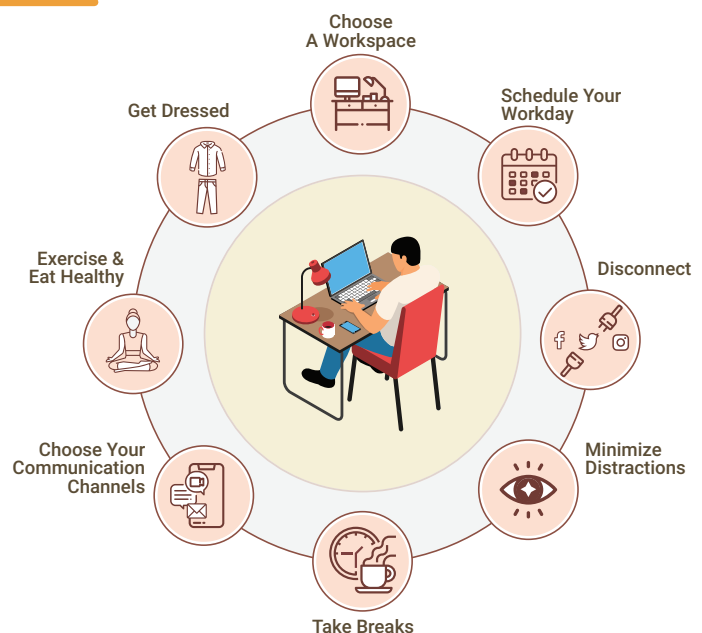 Choose
A Workspace
Schedule Your
Workday
Disconnect
Minimize
Distractions
Take Breaks
Choose Your
Communication
Channels
Exercise &
Eat Healthy
Get Dressed